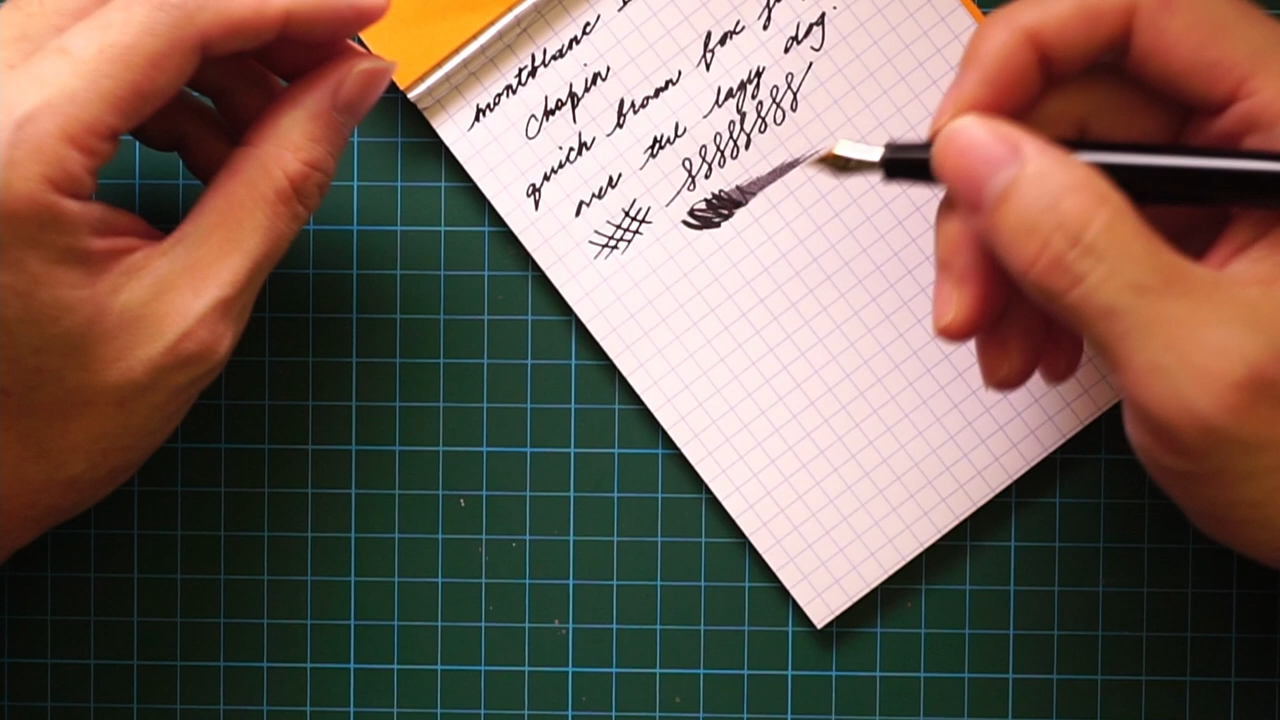 montblanc
chopin
quick brown fox
over the lazy dog.